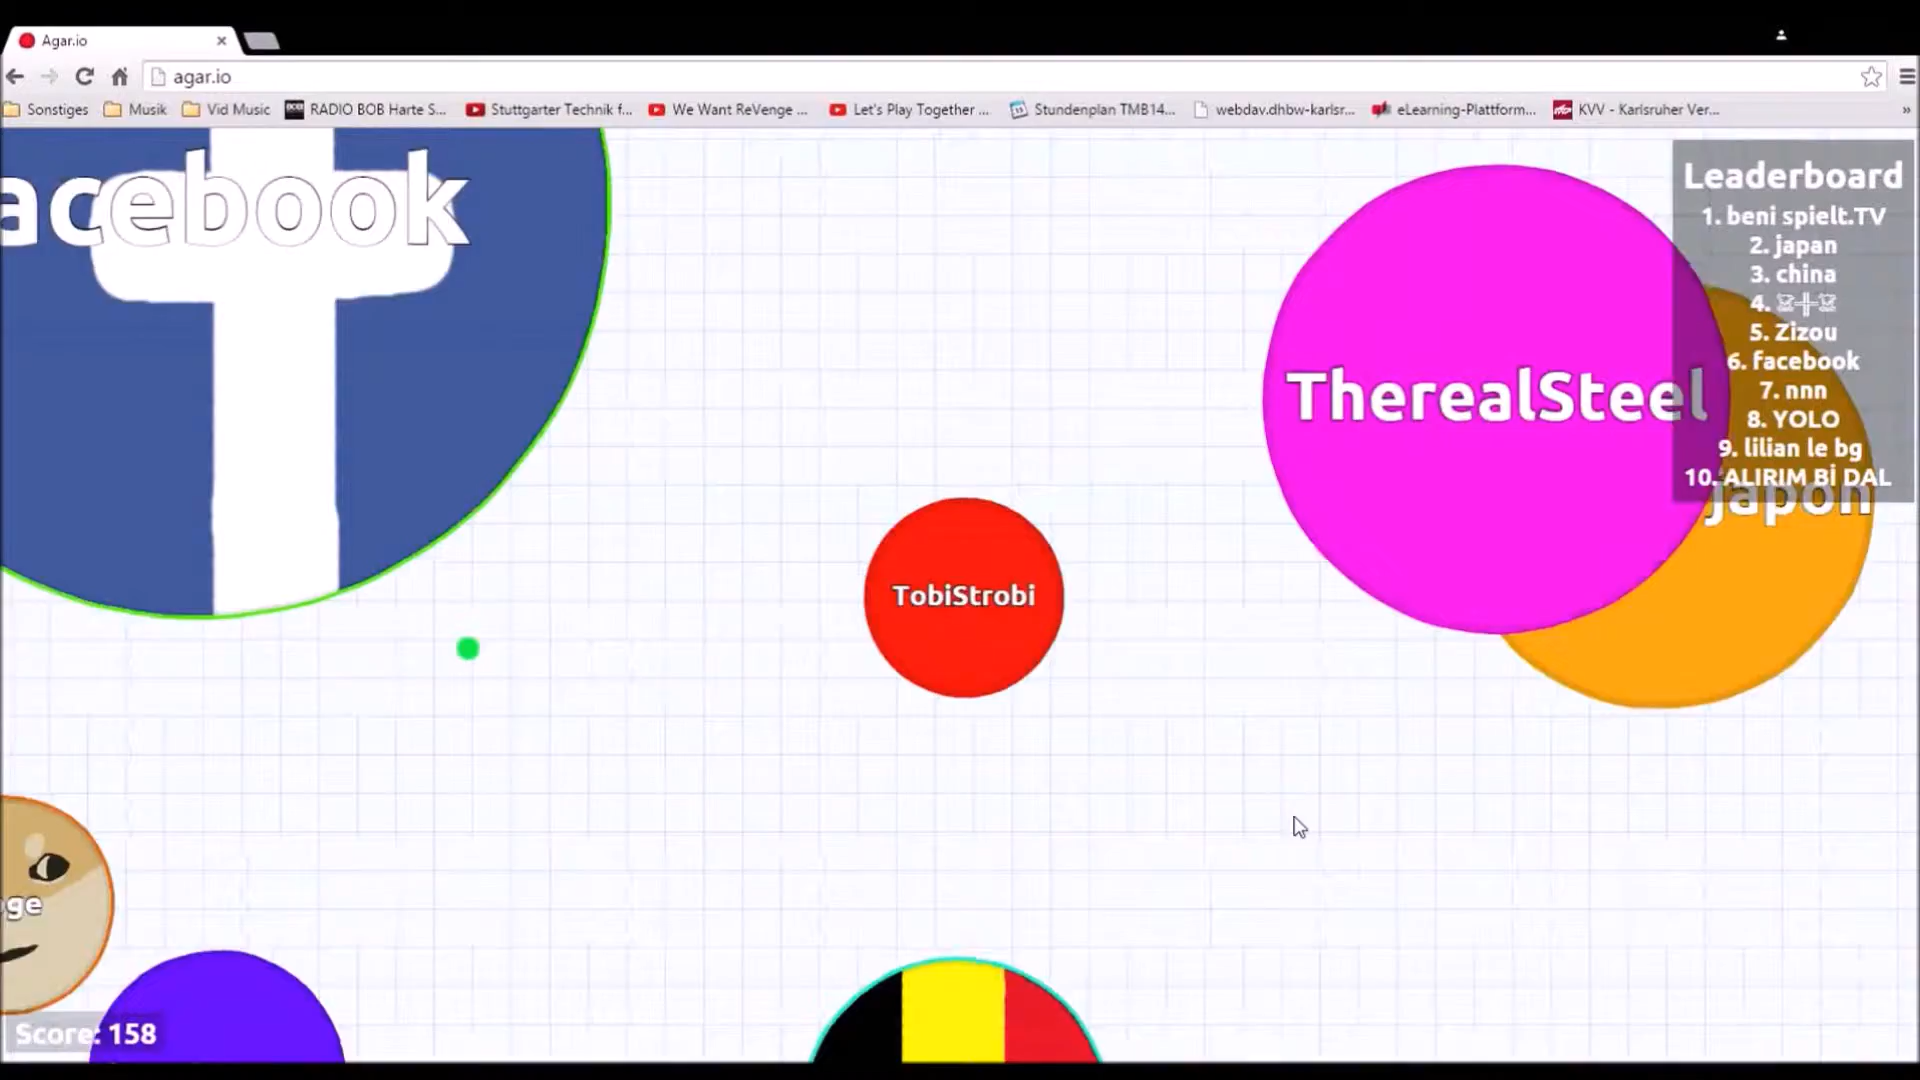 Agar.io
agar.io
Sonstiges Musik Vid Music RADIO BOB Harte S... Stuttgarter Technik f... We Want ReVenge ... Let's Play Together ... Stundenplan TMB14... webdav.dhbw-karlsr... eLearning-Plattform... KVV - Karlsruher Ver... »
acebook
Leaderboard
1. beni spielt.TV
2. japan
3. china
5. Zizou
6. facebook
7. nnn
8. YOLO
9. lilian le bg
10. ALIRIM Bİ DAL
TherealSteel
japon
TobiStrobi
oge
Score: 158